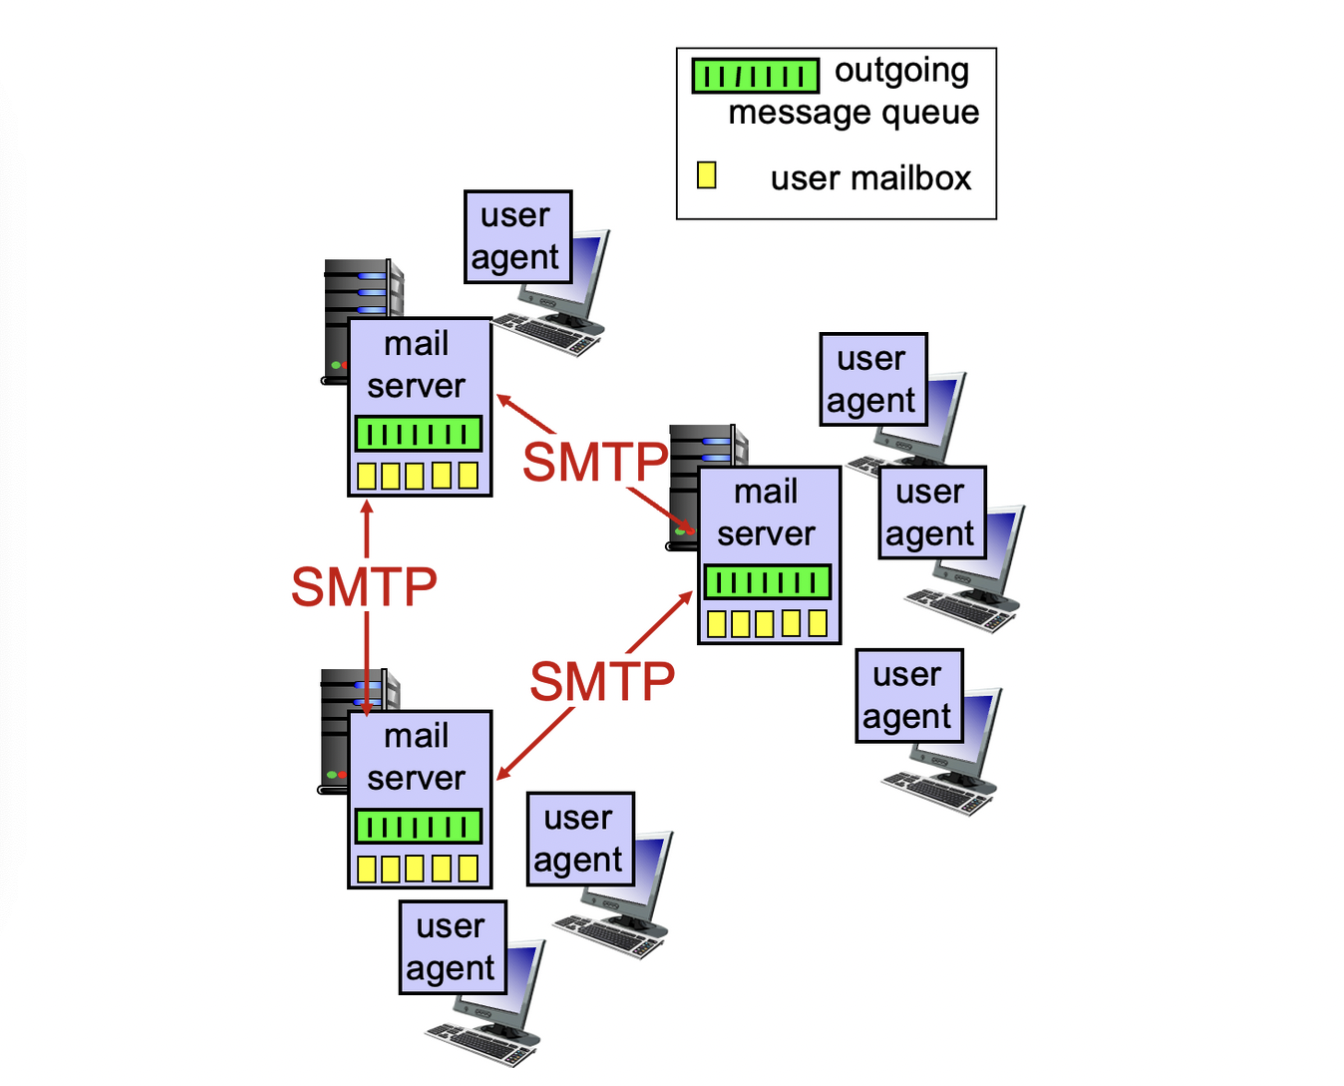 outgoing
message queue
user mailbox
user
agent
mail
server
user
agent
SMTP
user
agent
mail
server
SMTP
user
agent
SMTP
mail
server
user
agent
user
agent